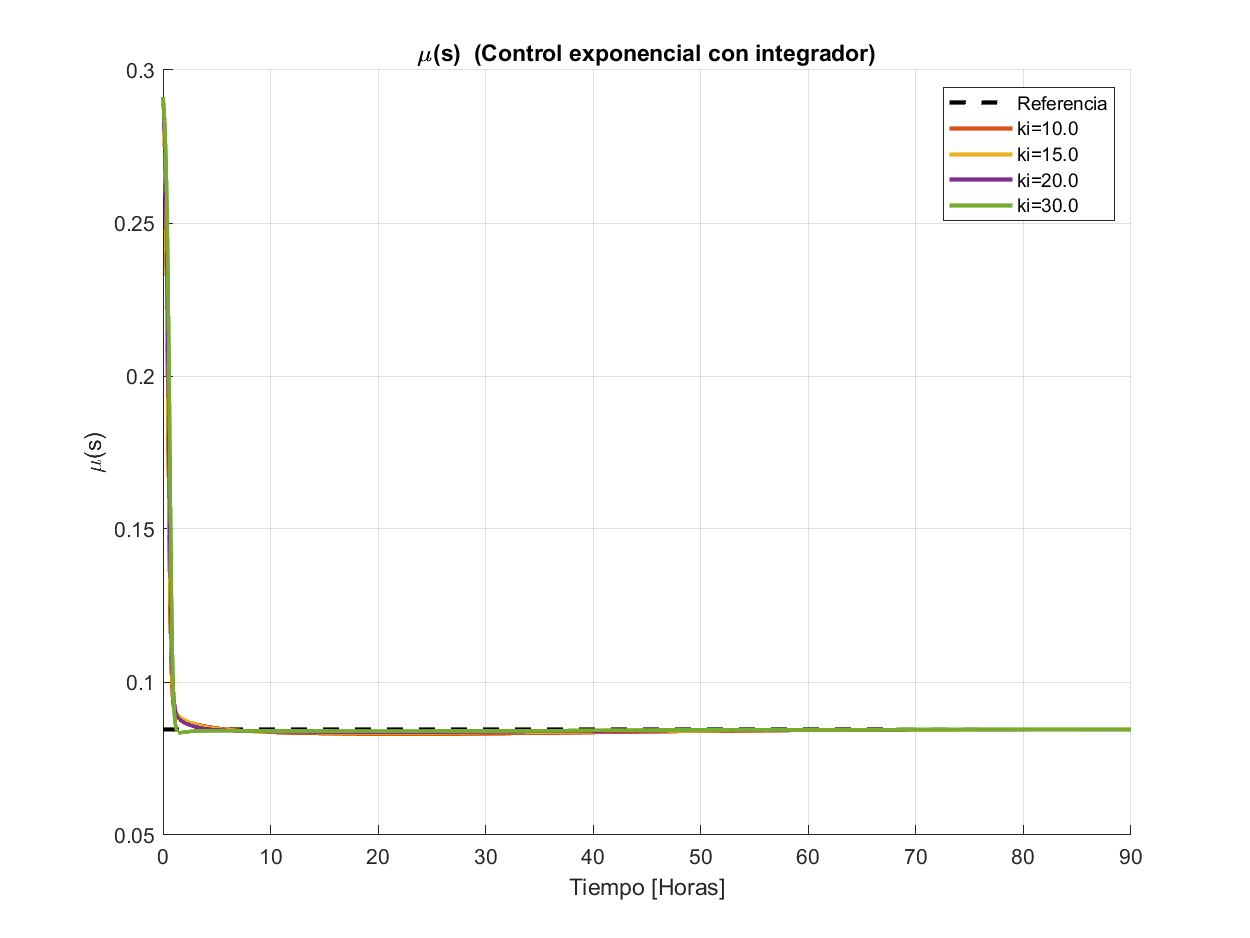 μ(s)  (Control exponencial con integrador)
0.3
0.25
0.2
0.15
0.1
0.05
μ(s)
0 10 20 30 40 50 60 70 80 90
Tiempo [Horas]
Referencia
ki=10.0
ki=15.0
ki=20.0
ki=30.0